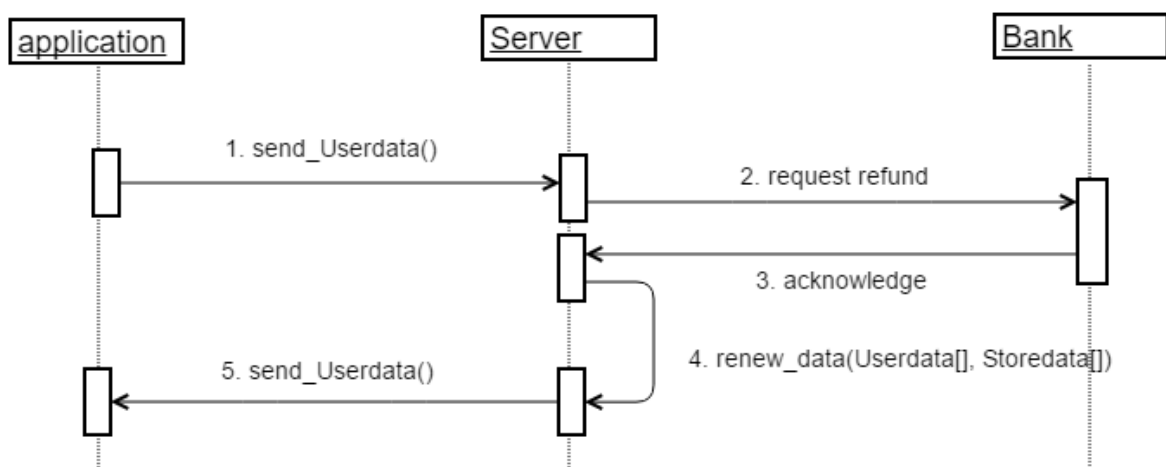 application
Server
Bank
1. send_Userdata()
2. request refund
3. acknowledge
4. renew_data(Userdata[], Storedata[])
5. send_Userdata()